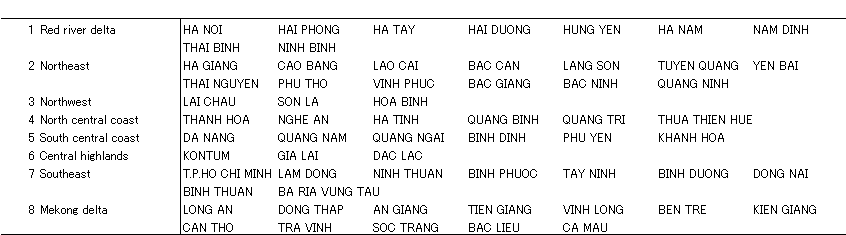 1 Red river delta HA NOI HAI PHONG HA TAY HAI DUONG HUNG YEN HA NAM NAM DINH
THAI BINH NINH BINH
2 Northeast HA GIANG CAO BANG LAO CAI BAC CAN LANG SON TUYEN QUANG YEN BAI
THAI NGUYEN PHU THO VINH PHUC BAC GIANG BAC NINH QUANG NINH
3 Northwest LAI CHAU SON LA HOA BINH
4 North central coast THANH HOA NGHE AN HA TINH QUANG BINH QUANG TRI THUA THIEN HUE
5 South central coast DA NANG QUANG NAM QUANG NGAI BINH DINH PHU YEN KHANH HOA
6 Central highlands KONTUM GIA LAI DAC LAC
7 Southeast T.P.HO CHI MINH LAM DONG NINH THUAN BINH PHUOC TAY NINH BINH DUONG DONG NAI
BINH THUAN BA RIA VUNG TAU
8 Mekong delta LONG AN DONG THAP AN GIANG TIEN GIANG VINH LONG BEN TRE KIEN GIANG
CAN THO TRA VINH SOC TRANG BAC LIEU CA MAU